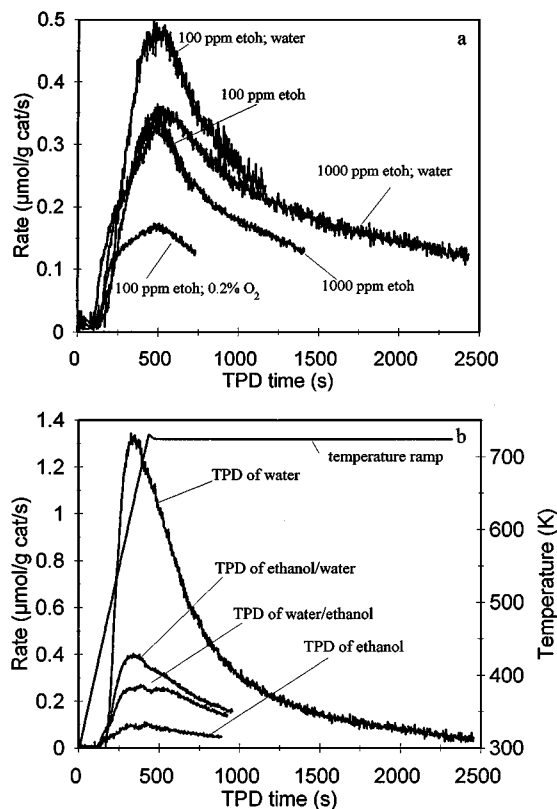 a
0.5
0.4
0.3
0.2
0.1
0
Rate (μmol/g cat/s)
100 ppm etoh; water
100 ppm etoh
1000 ppm etoh; water
1000 ppm etoh
100 ppm etoh; 0.2% O₂
0 500 1000 1500 2000 2500
TPD time (s)
b
1.4
1.2
1
0.8
0.6
0.4
0.2
0
Rate (μmol/g cat/s)
temperature ramp
TPD of water
TPD of ethanol/water
TPD of water/ethanol
TPD of ethanol
700
600
500
400
300
Temperature (K)
0 500 1000 1500 2000 2500
TPD time (s)